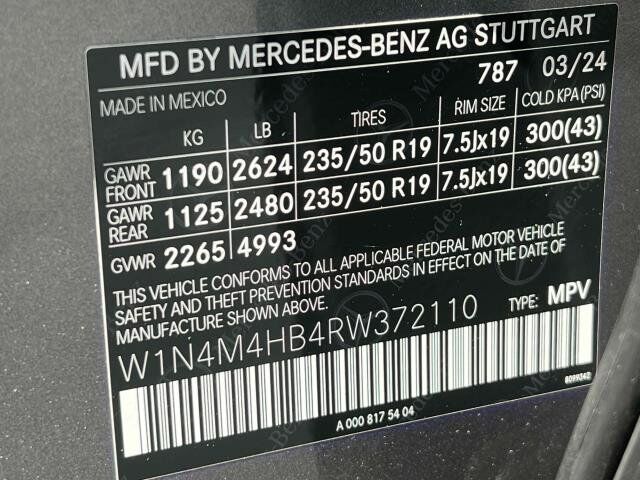 MFD BY MERCEDES-BENZ AG STUTTGART
787 03/24
MADE IN MEXICO
KG LB TIRES RIM SIZE COLD KPA(PSI)
GAWR FRONT 1190 2624 235/50 R19 7.5Jx19 300(43)
GAWR REAR 1125 2480 235/50 R19 7.5Jx19 300(43)
GVWR 2265 4993
THIS VEHICLE CONFORMS TO ALL APPLICABLE FEDERAL MOTOR VEHICLE
SAFETY AND THEFT PREVENTION STANDARDS IN EFFECT ON THE DATE OF
MANUFACTURE SHOWN ABOVE.
TYPE: MPV
W1N4M4HB4RW372110
8099342
A 000 817 54 04